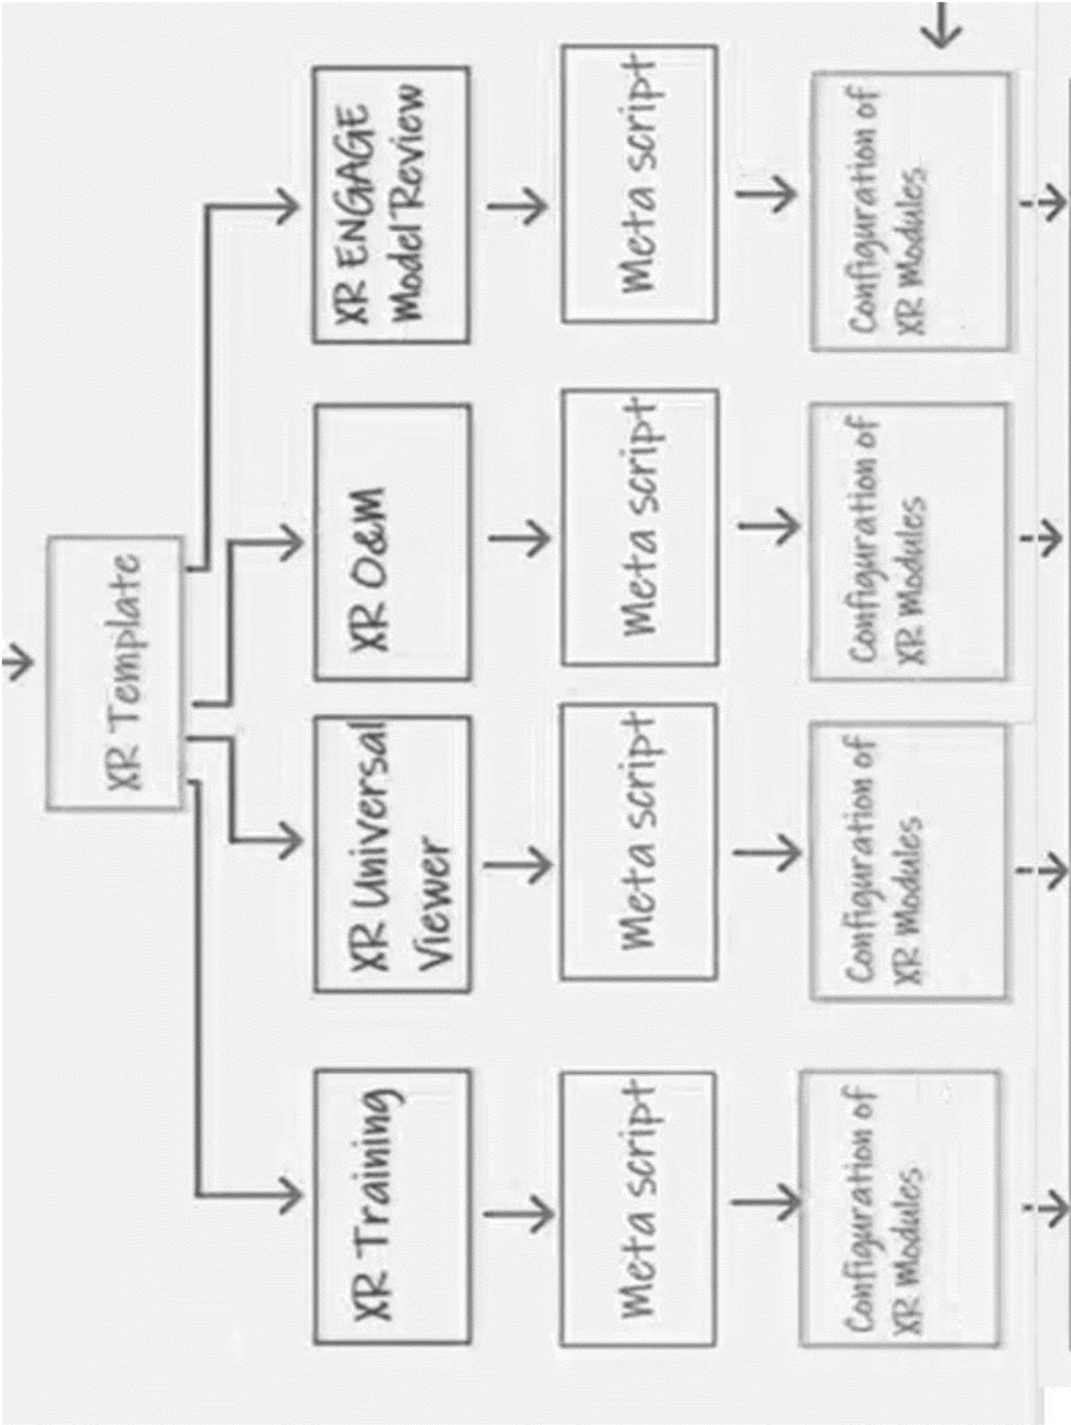 XR Template
XR Training
XR Universal
Viewer
XR O&M
XR ENGAGE
Model Review
Meta script
Meta script
Meta script
Meta script
Configuration of
XR Modules
Configuration of
XR Modules
Configuration of
XR Modules
Configuration of
XR Modules